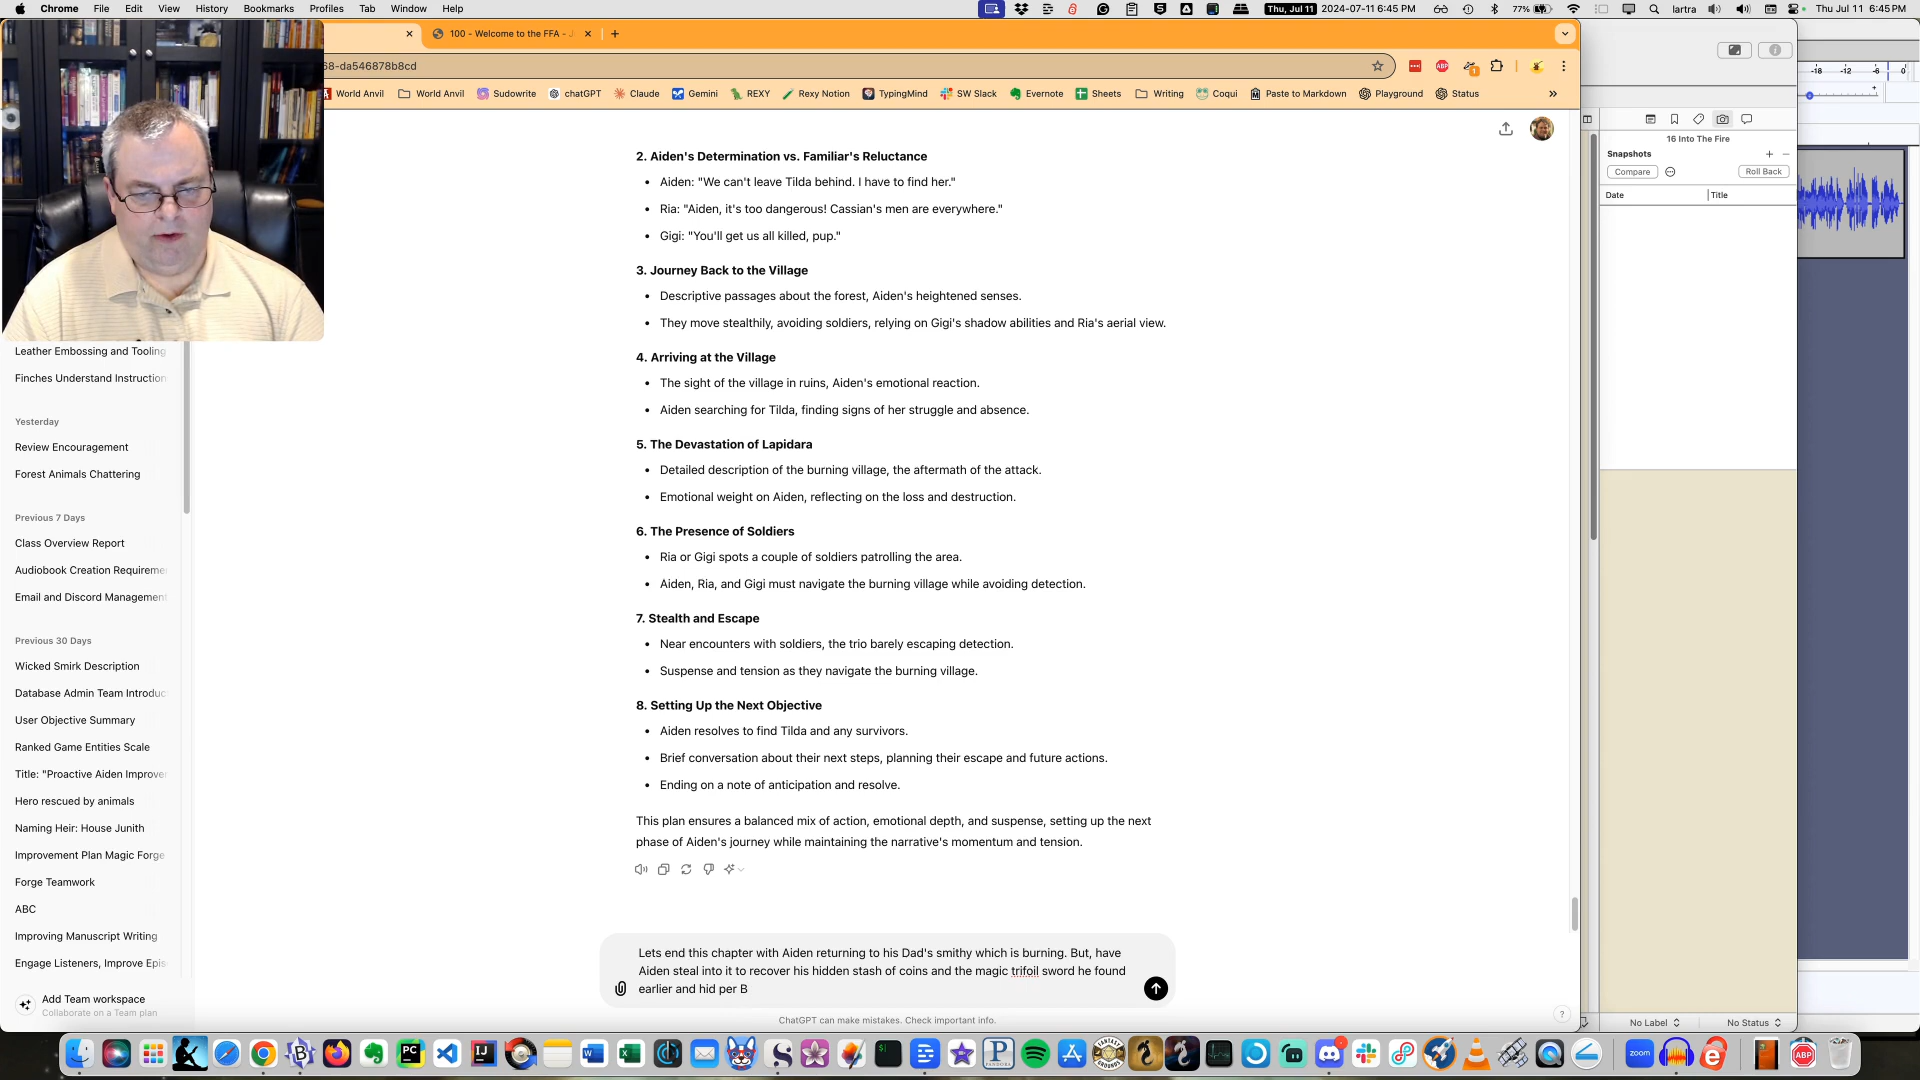 Chrome File Edit View History Bookmarks Profiles Tab Window Help
Thu, Jul 11 2024-07-11 6:45 PM 77% lartra Thu Jul 11 6:45 PM
100 - Welcome to the FFA -
68-da546878b8cd
World Anvil World Anvil Sudowrite chatGPT Claude Gemini REXY Rexy Notion TypingMind SW Slack Evernote Sheets Writing Coqui Paste to Markdown Playground Status
2. Aiden's Determination vs. Familiar's Reluctance
Aiden: "We can't leave Tilda behind. I have to find her."
Ria: "Aiden, it's too dangerous! Cassian's men are everywhere."
Gigi: "You'll get us all killed, pup."
3. Journey Back to the Village
Descriptive passages about the forest, Aiden's heightened senses.
They move stealthily, avoiding soldiers, relying on Gigi's shadow abilities and Ria's aerial view.
4. Arriving at the Village
The sight of the village in ruins, Aiden's emotional reaction.
Aiden searching for Tilda, finding signs of her struggle and absence.
5. The Devastation of Lapidara
Detailed description of the burning village, the aftermath of the attack.
Emotional weight on Aiden, reflecting on the loss and destruction.
6. The Presence of Soldiers
Ria or Gigi spots a couple of soldiers patrolling the area.
Aiden, Ria, and Gigi must navigate the burning village while avoiding detection.
7. Stealth and Escape
Near encounters with soldiers, the trio barely escaping detection.
Suspense and tension as they navigate the burning village.
8. Setting Up the Next Objective
Aiden resolves to find Tilda and any survivors.
Brief conversation about their next steps, planning their escape and future actions.
Ending on a note of anticipation and resolve.
This plan ensures a balanced mix of action, emotional depth, and suspense, setting up the next
phase of Aiden's journey while maintaining the narrative's momentum and tension.
Lets end this chapter with Aiden returning to his Dad's smithy which is burning. But, have
Aiden steal into it to recover his hidden stash of coins and the magic trifoil sword he found
earlier and hid per B
ChatGPT can make mistakes. Check important info.
?
Leather Embossing and Tooling
Finches Understand Instruction
Yesterday
Review Encouragement
Forest Animals Chattering
Previous 7 Days
Class Overview Report
Audiobook Creation Requireme
Email and Discord Management
Previous 30 Days
Wicked Smirk Description
Database Admin Team Introduc
User Objective Summary
Ranked Game Entities Scale
Title: "Proactive Aiden Improve
Hero rescued by animals
Naming Heir: House Junith
Improvement Plan Magic Forge
Forge Teamwork
ABC
Improving Manuscript Writing
Engage Listeners, Improve Epis
Add Team workspace
Collaborate on a Team plan
16 Into The Fire
Snapshots
Compare Roll Back
Date Title
No Label No Status
-18 -12 -6 0
zoom
ABP